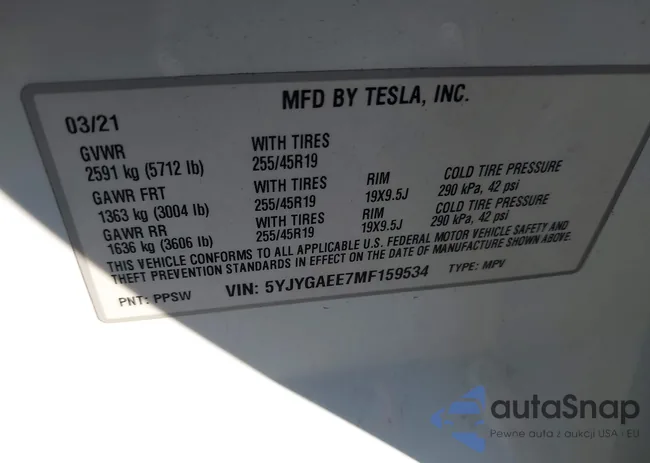 MFD BY TESLA, INC.
03/21
GVWR WITH TIRES
2591 kg (5712 lb) 255/45R19
GAWR FRT WITH TIRES RIM COLD TIRE PRESSURE
1363 kg (3004 lb) 255/45R19 19X9.5J 290 kPa, 42 psi
GAWR RR WITH TIRES RIM COLD TIRE PRESSURE
1636 kg (3606 lb) 255/45R19 19X9.5J 290 kPa, 42 psi
THIS VEHICLE CONFORMS TO ALL APPLICABLE U.S. FEDERAL MOTOR VEHICLE SAFETY AND
THEFT PREVENTION STANDARDS IN EFFECT ON THE DATE OF MANUFACTURE SHOWN ABOVE.
PNT: PPSW VIN: 5YJYGAEE7MF159534 TYPE: MPV
autaSnap
Pewne auta z aukcji USA i EU